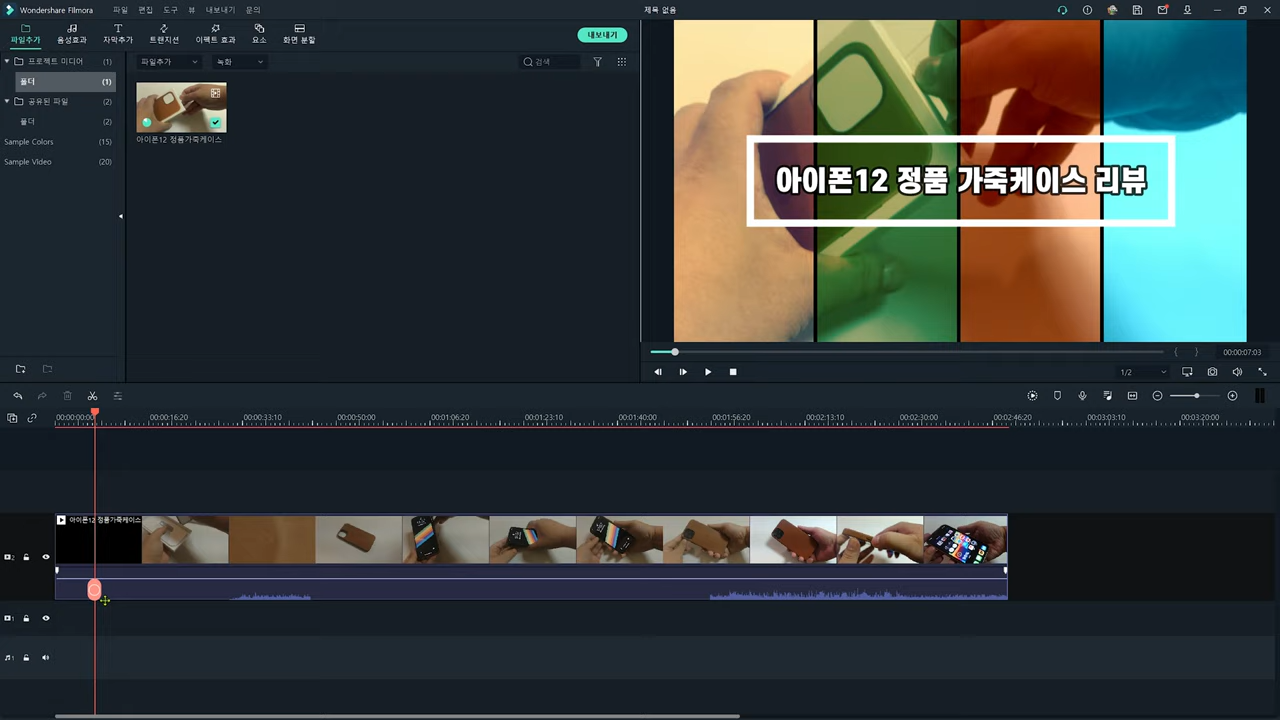 Wondershare Filmora 파일 편집 도구 뷰 내보내기 문의 제목 없음
파일추가 음성효과 자막추가 트랜지션 이펙트 효과 요소 화면 분할 내보내기
프로젝트 미디어 (1)
폴더 (1)
공유된 파일 (2)
폴더 (2)
Sample Colors (15)
Sample Video (20)
파일추가 녹화 검색
아이폰12 정품가죽케이스
아이폰12 정품 가죽케이스 리뷰
00:00:07:03
1/2
00:00:00:00 00:00:16:20 00:00:33:10 00:00:50:00 00:01:06:20 00:01:23:10 00:01:40:00 00:01:56:20 00:02:13:10 00:02:30:00 00:02:46:20 00:03:03:10 00:03:20:00
아이폰12 정품가죽케이스
2
1
1